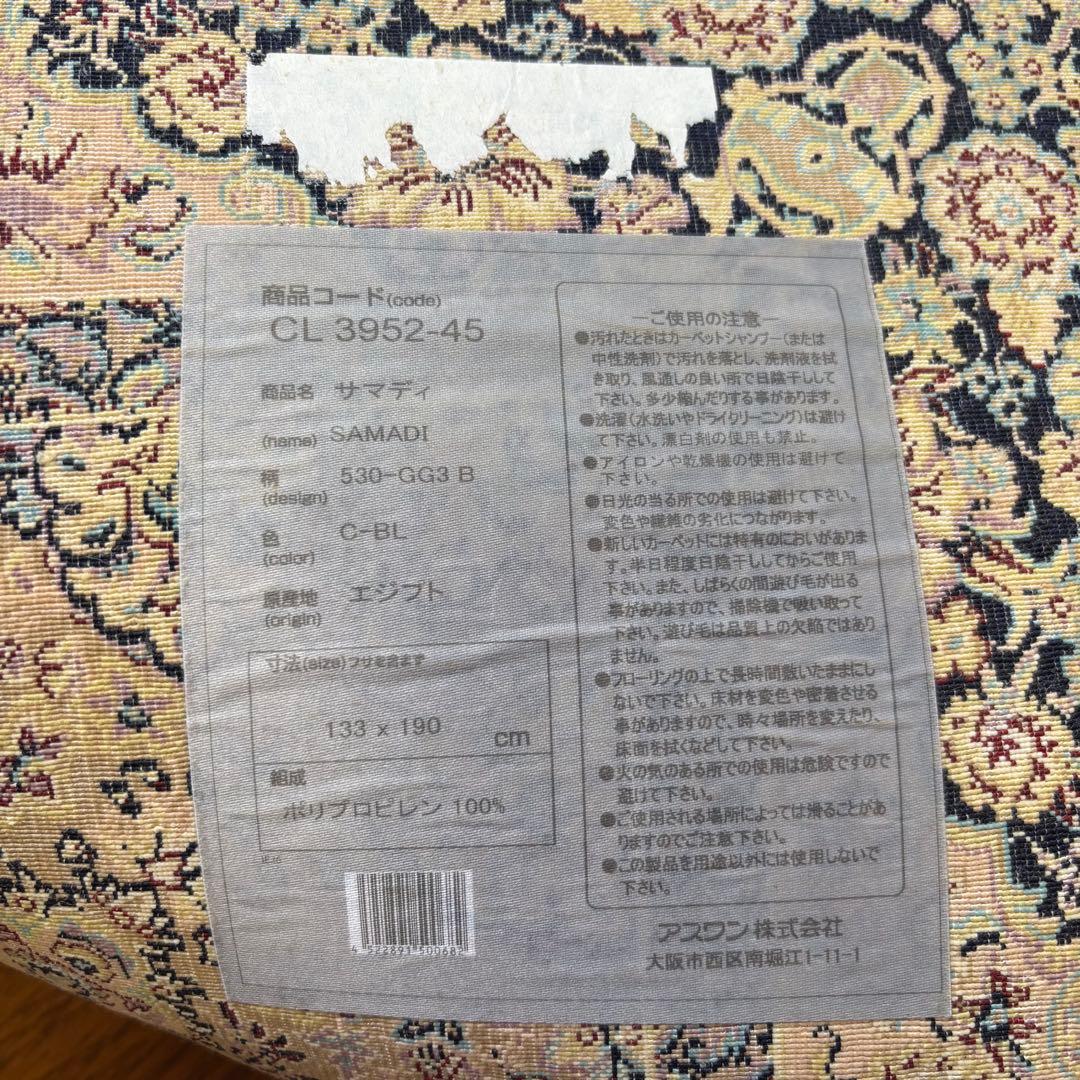 商品コード(code)
CL 3952-45
商品名 サマディ
(name) SAMADI
柄 530-GG3 B
(design)
色 C-BL
(color)
原産地 エジプト
(origin)
寸法(size)フサを含まず
133 x 190 cm
組成
ポリプロピレン 100%
4 522891 500687
―ご使用の注意―
●汚れたときはカーペットシャンプー(または
中性洗剤)で汚れを落とし、洗剤液を拭
き取り、風通しの良い所で日陰干しして
下さい。多少縮んだりする事があります。
●洗濯(水洗いやドライクリーニング)は避け
て下さい。漂白剤の使用も禁止。
●アイロンや乾燥機の使用は避けて
下さい。
●日光の当る所での使用は避けて下さい。
変色や繊維の劣化につながります。
●新しいカーペットには特有のにおいがありま
す。半日程度日陰干ししてからご使用
下さい。また、しばらくの間遊び毛が出る
事がありますので、掃除機で吸い取って
下さい。遊び毛は品質上の欠陥ではあり
ません。
●フローリングの上で長時間敷いたままにし
ないで下さい。床材を変色や密着させる
事がありますので、時々場所を変えたり、
床面を拭くなどして下さい。
●火の気のある所での使用は危険ですので
避けて下さい。
●ご使用される場所によっては滑ることがあ
りますのでご注意下さい。
●この製品を用途以外には使用しないで
下さい。
アスワン株式会社
大阪市西区南堀江1-11-1